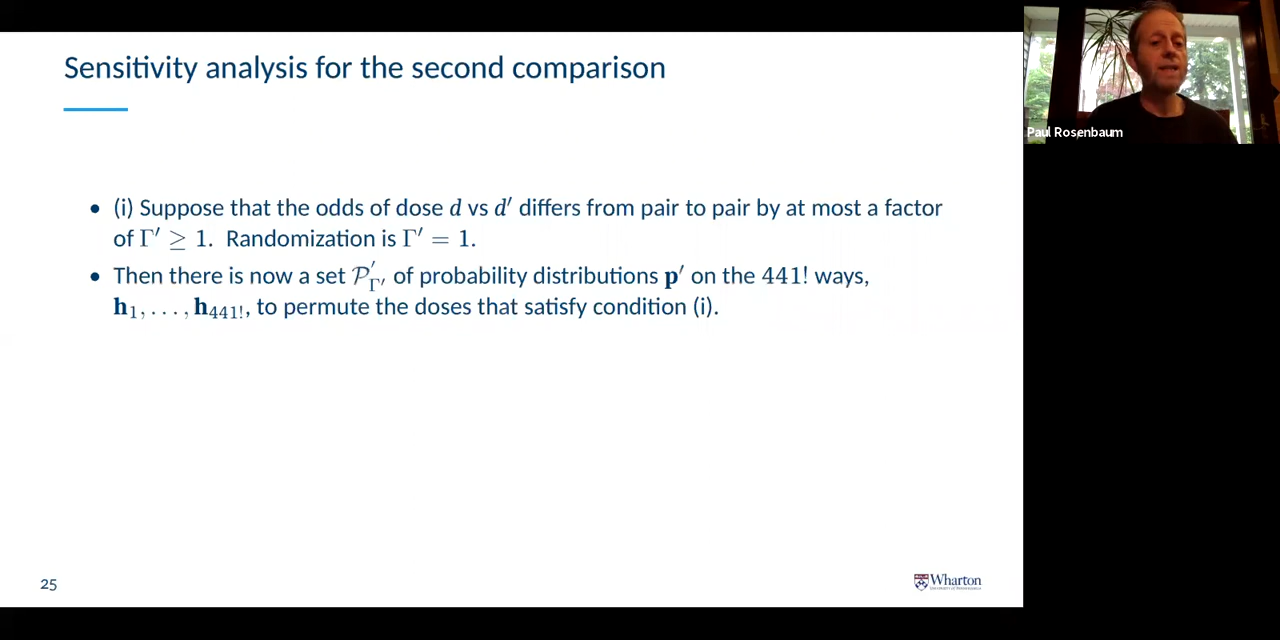 Sensitivity analysis for the second comparison
Paul Rosenbaum
• (i) Suppose that the odds of dose d vs d′ differs from pair to pair by at most a factor
of Γ′ ≥ 1. Randomization is Γ′ = 1.
• Then there is now a set 𝒫′_Γ′ of probability distributions p′ on the 441! ways,
h₁, . . . , h₄₄₁!, to permute the doses that satisfy condition (i).
25
Wharton